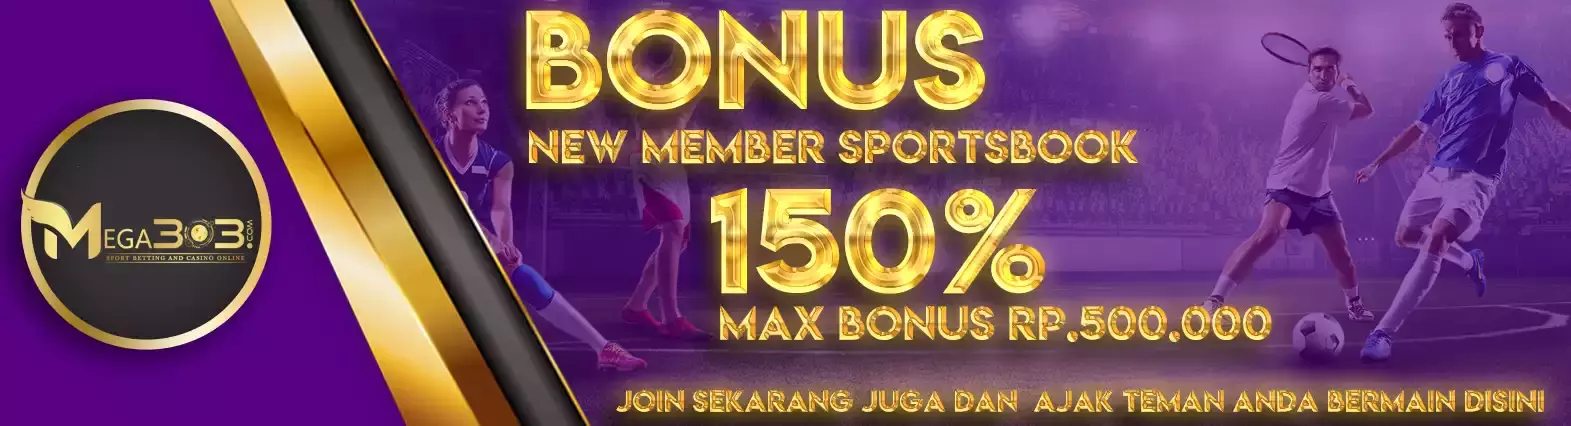 MEGA303.COM
SPORT BETTING AND CASINO ONLINE
BONUS
NEW MEMBER SPORTSBOOK
150%
MAX BONUS RP.500.000
JOIN SEKARANG JUGA DAN AJAK TEMAN ANDA BERMAIN DISINI